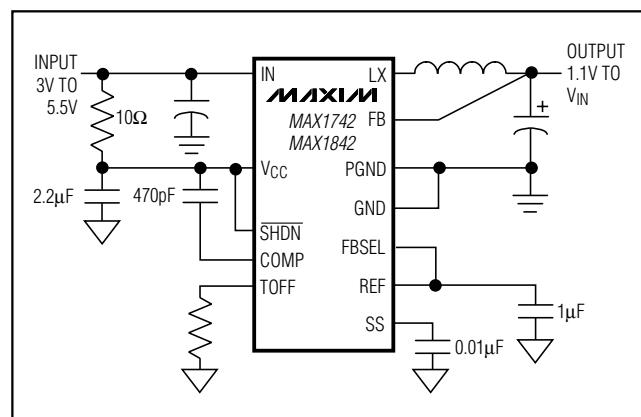 INPUT
3V TO
5.5V
10Ω
2.2µF
470pF
IN
VCC
SHDN
COMP
TOFF
MAXIM
MAX1742
MAX1842
LX
FB
PGND
GND
FBSEL
REF
SS
OUTPUT
1.1V TO
VIN
+
1µF
0.01µF